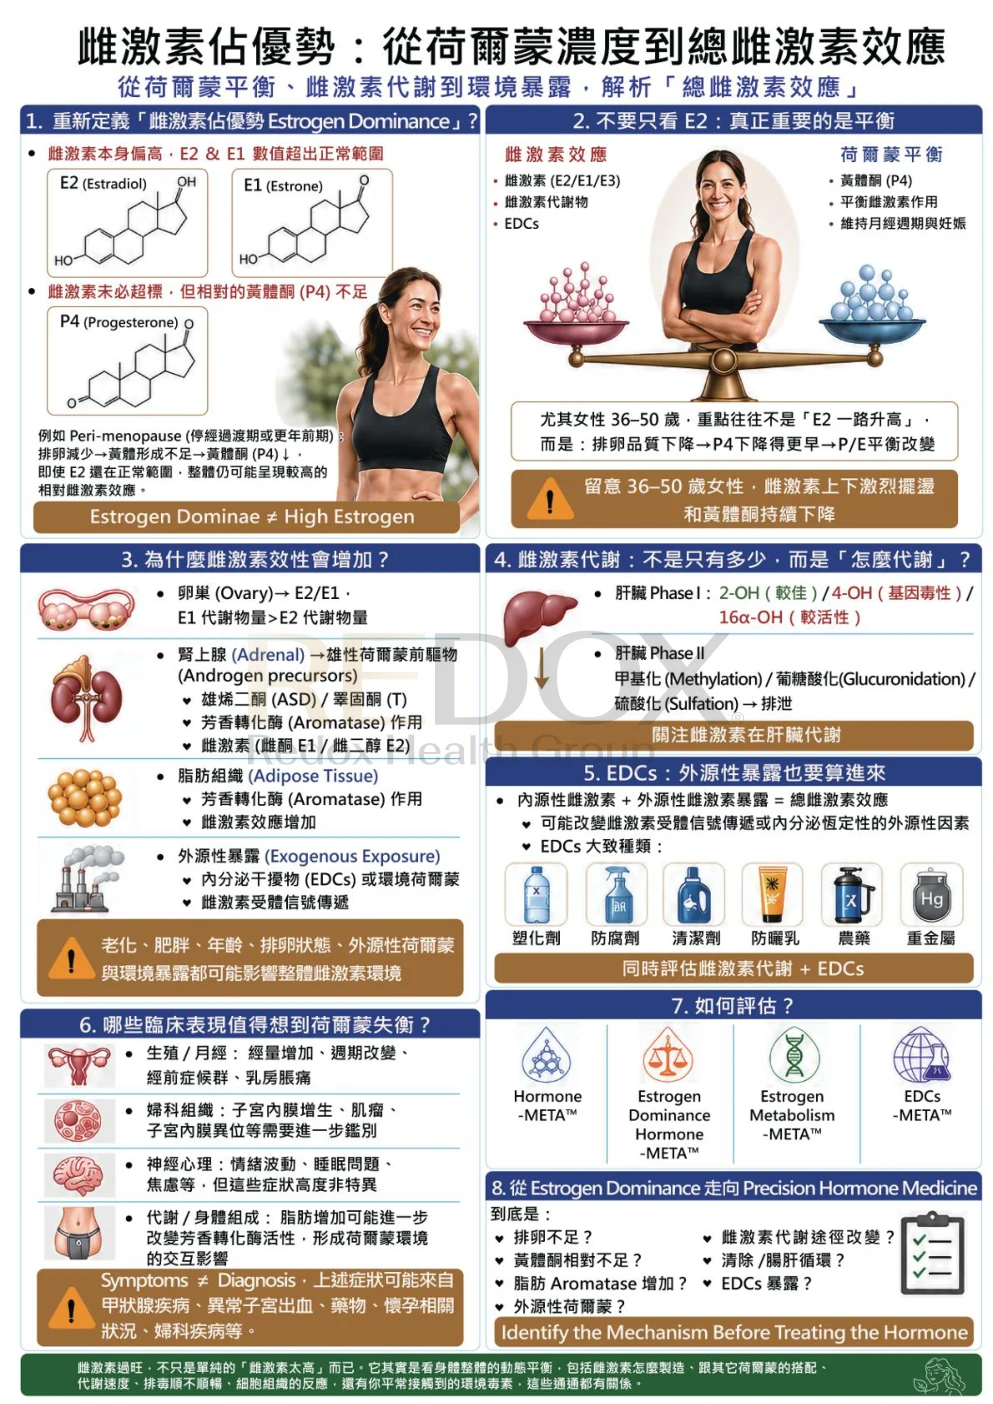 雌激素佔優勢：從荷爾蒙濃度到總雌激素效應
從荷爾蒙平衡、雌激素代謝到環境暴露，解析「總雌激素效應」
1. 重新定義「雌激素佔優勢 Estrogen Dominance」?
• 雌激素本身偏高，E2 & E1 數值超出正常範圍
E2 (Estradiol)
OH
HO
E1 (Estrone)
O
HO
• 雌激素未必超標，但相對的黃體酮 (P4) 不足
P4 (Progesterone)
O
O
例如 Peri-menopause (停經過渡期或更年前期)：
排卵減少→黃體形成不足→黃體酮 (P4)↓，
即使 E2 還在正常範圍，整體仍可能呈現較高的
相對雌激素效應。
Estrogen Dominae ≠ High Estrogen
2. 不要只看 E2：真正重要的是平衡
雌激素效應
• 雌激素 (E2/E1/E3)
• 雌激素代謝物
• EDCs
荷爾蒙平衡
• 黃體酮 (P4)
• 平衡雌激素作用
• 維持月經週期與妊娠
尤其女性 36–50 歲，重點往往不是「E2 一路升高」，
而是：排卵品質下降→P4下降得更早→P/E平衡改變
留意 36–50 歲女性，雌激素上下激烈擺盪
和黃體酮持續下降
3. 為什麼雌激素效性會增加？
• 卵巢 (Ovary)→ E2/E1，
E1 代謝物量>E2 代謝物量
• 腎上腺 (Adrenal) →雄性荷爾蒙前驅物
(Androgen precursors)
♥ 雄烯二酮 (ASD) / 睪固酮 (T)
♥ 芳香轉化酶 (Aromatase) 作用
♥ 雌激素 (雌酮 E1 / 雌二醇 E2)
• 脂肪組織 (Adipose Tissue)
♥ 芳香轉化酶 (Aromatase) 作用
♥ 雌激素效應增加
• 外源性暴露 (Exogenous Exposure)
♥ 內分泌干擾物 (EDCs) 或環境荷爾蒙
♥ 雌激素受體信號傳遞
老化、肥胖、年齡、排卵狀態、外源性荷爾蒙
與環境暴露都可能影響整體雌激素環境
4. 雌激素代謝：不是只有多少，而是「怎麼代謝」？
• 肝臟 Phase I：2-OH（較佳）/ 4-OH（基因毒性）/
16α-OH（較活性）
• 肝臟 Phase II
甲基化 (Methylation) / 葡糖酸化(Glucuronidation) /
硫酸化 (Sulfation) → 排泄
關注雌激素在肝臟代謝
REDOX®
Redox Health Group
5. EDCs：外源性暴露也要算進來
• 內源性雌激素 + 外源性雌激素暴露 = 總雌激素效應
♥ 可能改變雌激素受體信號傳遞或內分泌恆定性的外源性因素
♥ EDCs 大致種類：
X
Hg
塑化劑 防腐劑 清潔劑 防曬乳 農藥 重金屬
同時評估雌激素代謝 + EDCs
6. 哪些臨床表現值得想到荷爾蒙失衡？
• 生殖 / 月經： 經量增加、週期改變、
經前症候群、乳房脹痛
• 婦科組織：子宮內膜增生、肌瘤、
子宮內膜異位等需要進一步鑑別
• 神經心理：情緒波動、睡眠問題、
焦慮等，但這些症狀高度非特異
• 代謝 / 身體組成： 脂肪增加可能進一步
改變芳香轉化酶活性，形成荷爾蒙環境
的交互影響
Symptoms ≠ Diagnosis，上述症狀可能來自
甲狀腺疾病、異常子宮出血、藥物、懷孕相關
狀況、婦科疾病等。
7. 如何評估？
Hormone
-META™
Estrogen
Dominance
Hormone
-META™
Estrogen
Metabolism
-META™
EDCs
-META™
8. 從 Estrogen Dominance 走向 Precision Hormone Medicine
到底是：
♥ 排卵不足？
♥ 黃體酮相對不足？
♥ 脂肪 Aromatase 增加？
♥ 外源性荷爾蒙？
♥ 雌激素代謝途徑改變？
♥ 清除 /腸肝循環？
♥ EDCs 暴露？
Identify the Mechanism Before Treating the Hormone
雌激素過旺，不只是單純的「雌激素太高」而已。它其實是看身體整體的動態平衡，包括雌激素怎麼製造、跟其它荷爾蒙的搭配、
代謝速度、排毒順不順暢、細胞組織的反應，還有你平常接觸到的環境毒素，這些通通都有關係。